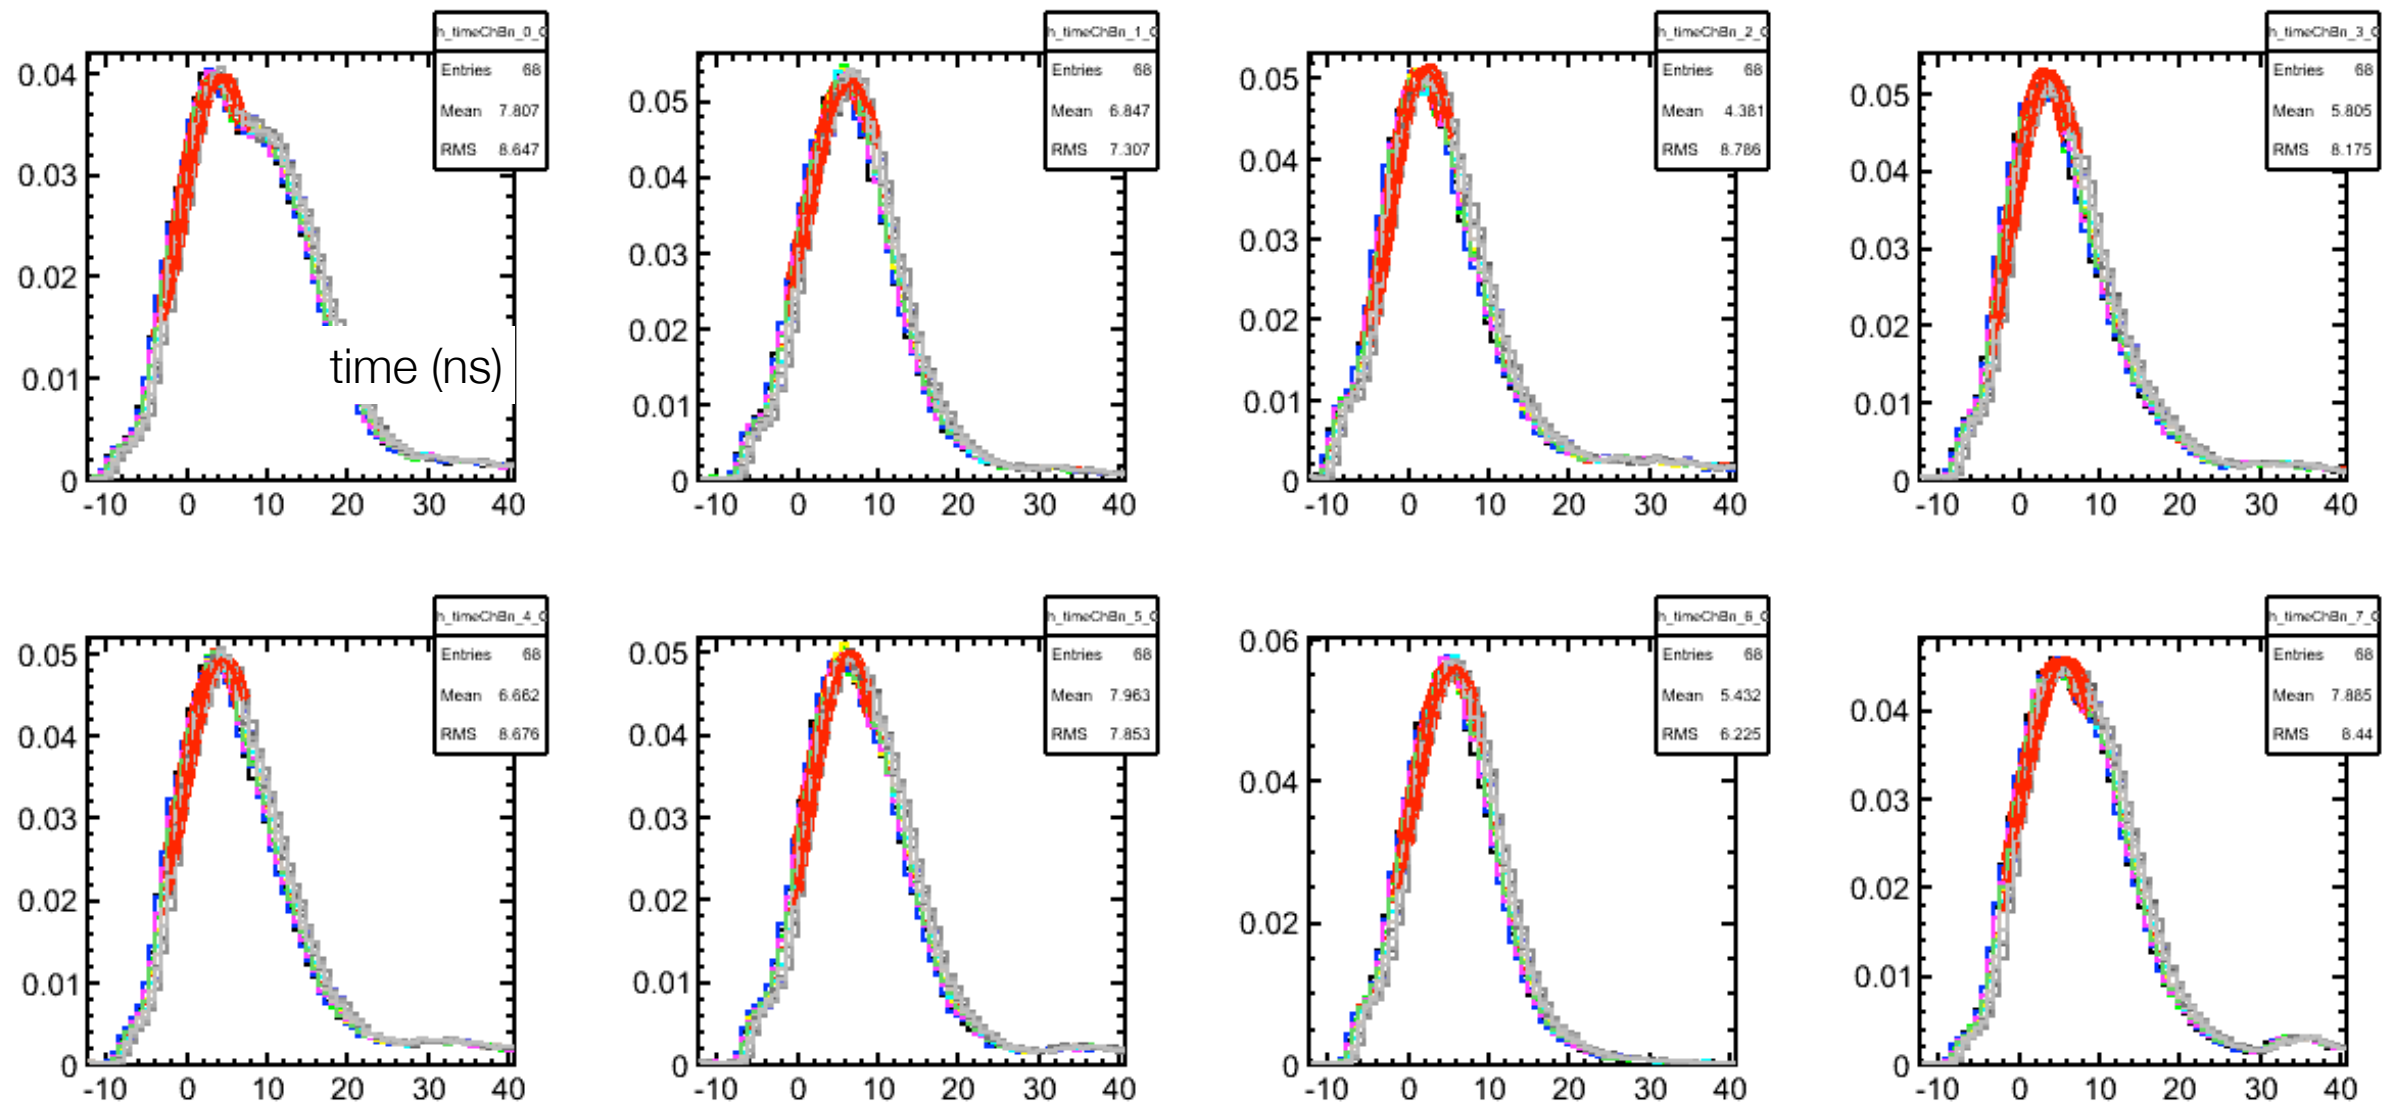 h_timeChBn_0_0
Entries 68
Mean 7.807
RMS 8.647
0.04
0.03
0.02
0.01
0
-10 0 10 20 30 40
time (ns)
h_timeChBn_1_0
Entries 68
Mean 6.847
RMS 7.307
0.05
0.04
0.03
0.02
0.01
0
-10 0 10 20 30 40
h_timeChBn_2_0
Entries 68
Mean 4.381
RMS 8.786
0.05
0.04
0.03
0.02
0.01
0
-10 0 10 20 30 40
h_timeChBn_3_0
Entries 68
Mean 5.805
RMS 8.175
0.05
0.04
0.03
0.02
0.01
0
-10 0 10 20 30 40
h_timeChBn_4_0
Entries 68
Mean 6.662
RMS 8.676
0.05
0.04
0.03
0.02
0.01
0
-10 0 10 20 30 40
h_timeChBn_5_0
Entries 68
Mean 7.963
RMS 7.853
0.05
0.04
0.03
0.02
0.01
0
-10 0 10 20 30 40
h_timeChBn_6_0
Entries 68
Mean 5.432
RMS 6.225
0.06
0.04
0.02
0
-10 0 10 20 30 40
h_timeChBn_7_0
Entries 68
Mean 7.885
RMS 8.44
0.04
0.03
0.02
0.01
0
-10 0 10 20 30 40